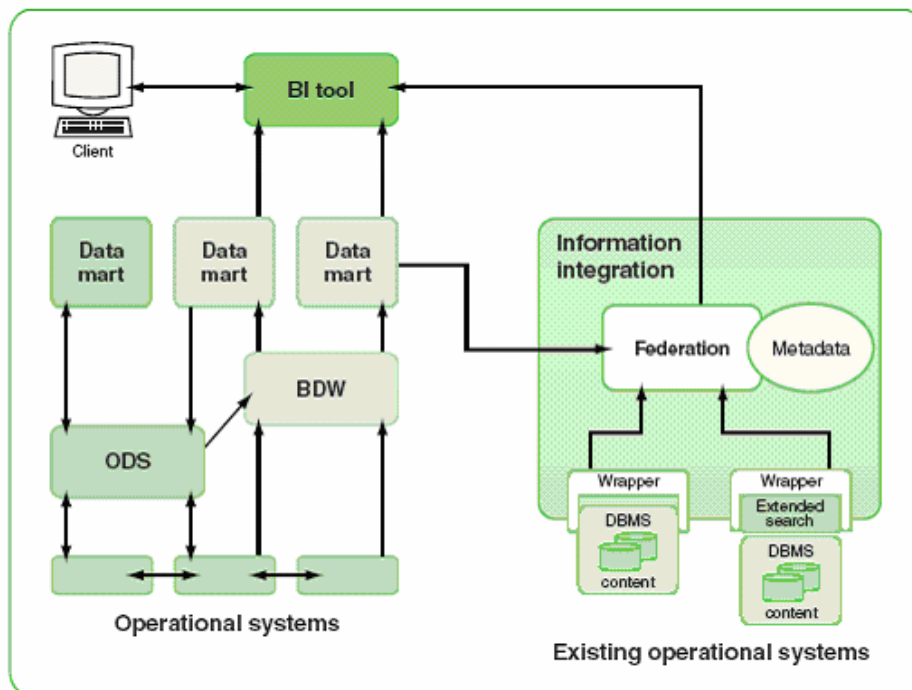 BI tool
Client
Data
mart
Data
mart
Data
mart
Information
integration
Federation
Metadata
BDW
ODS
Wrapper
Wrapper
Extended
search
DBMS
content
DBMS
content
Operational systems
Existing operational systems